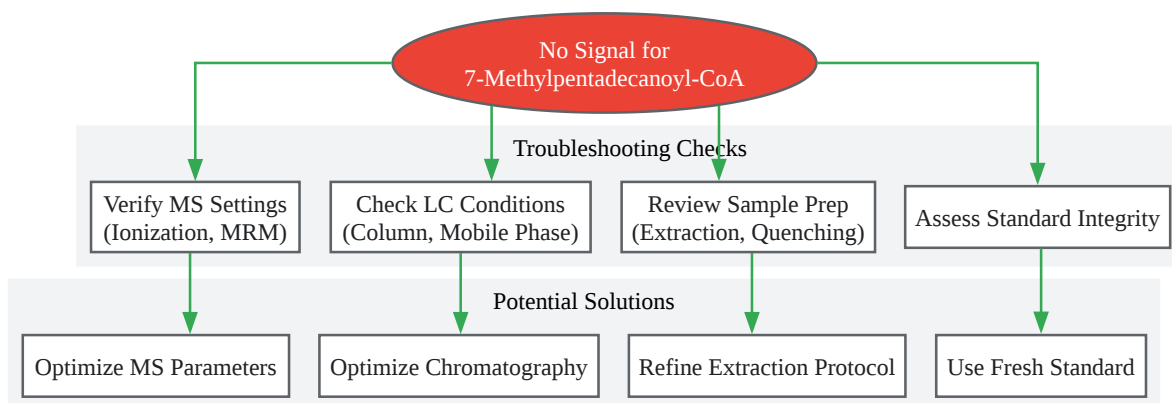 No Signal for
7-Methylpentadecanoyl-CoA
Troubleshooting Checks
Verify MS Settings
(Ionization, MRM)
Check LC Conditions
(Column, Mobile Phase)
Review Sample Prep
(Extraction, Quenching)
Assess Standard Integrity
Potential Solutions
Optimize MS Parameters
Optimize Chromatography
Refine Extraction Protocol
Use Fresh Standard